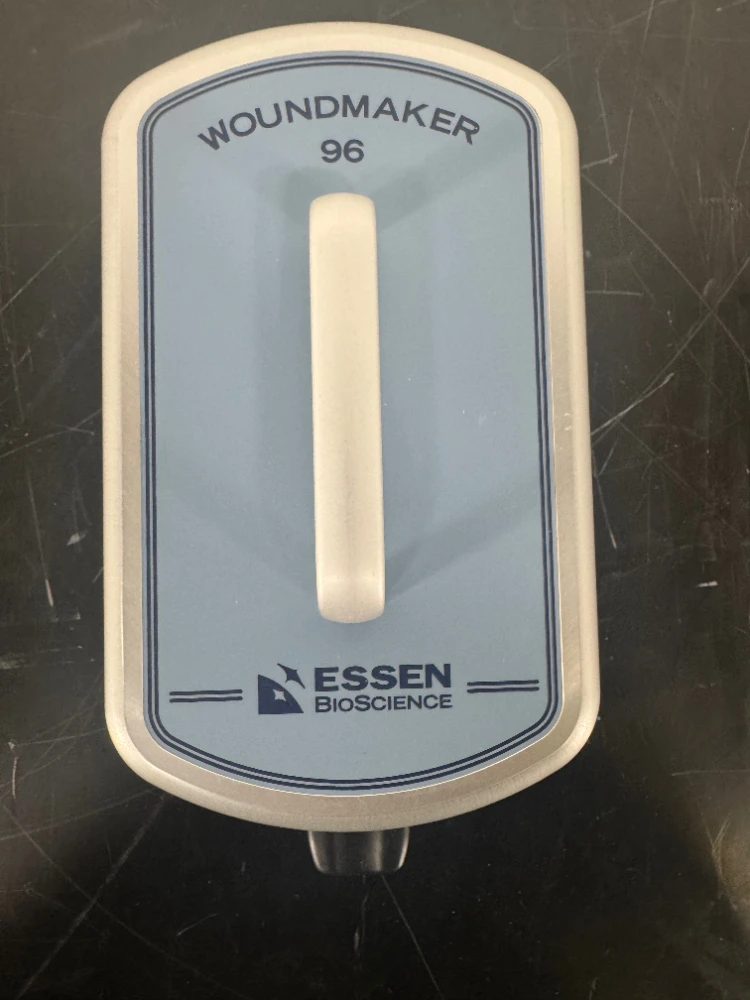 WOUNDMAKER
96
ESSEN
BIOSCIENCE